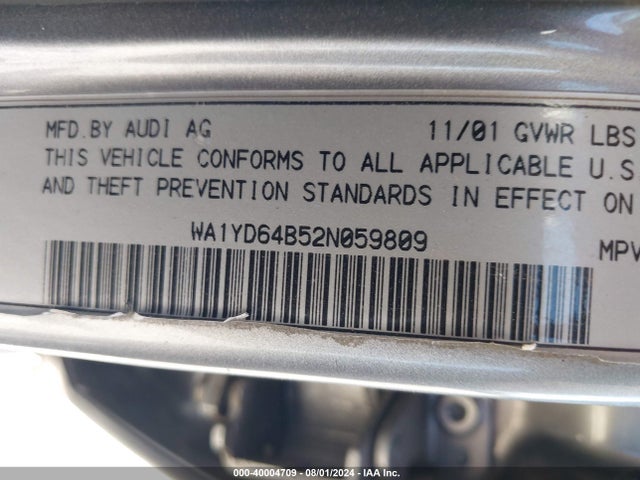 MFD.BY AUDI AG 11/01 GVWR LBS
THIS VEHICLE CONFORMS TO ALL APPLICABLE U.S
AND THEFT PREVENTION STANDARDS IN EFFECT ON
WA1YD64B52N059809
MPV
000-40004709 - 08/01/2024 - IAA Inc.